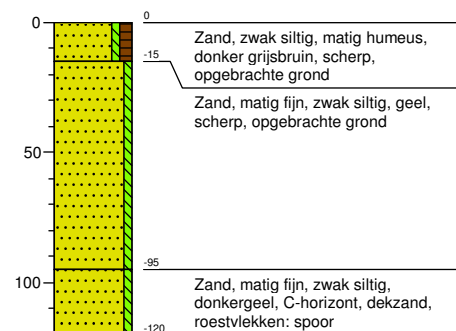 0
0
Zand, zwak siltig, matig humeus,
donker grijsbruin, scherp,
opgebrachte grond
-15
Zand, matig fijn, zwak siltig, geel,
scherp, opgebrachte grond
50
-95
100
Zand, matig fijn, zwak siltig,
donkergeel, C-horizont, dekzand,
roestvlekken: spoor
-120